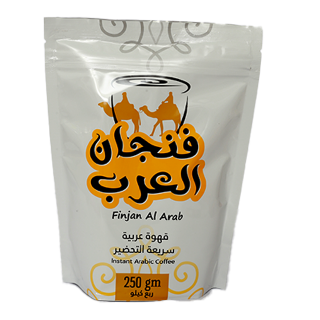 فنجان
العرب
Finjan Al Arab
قهوة عربية
سريعة التحضير
Instant Arabic Coffee
250 gm
ربع كيلو